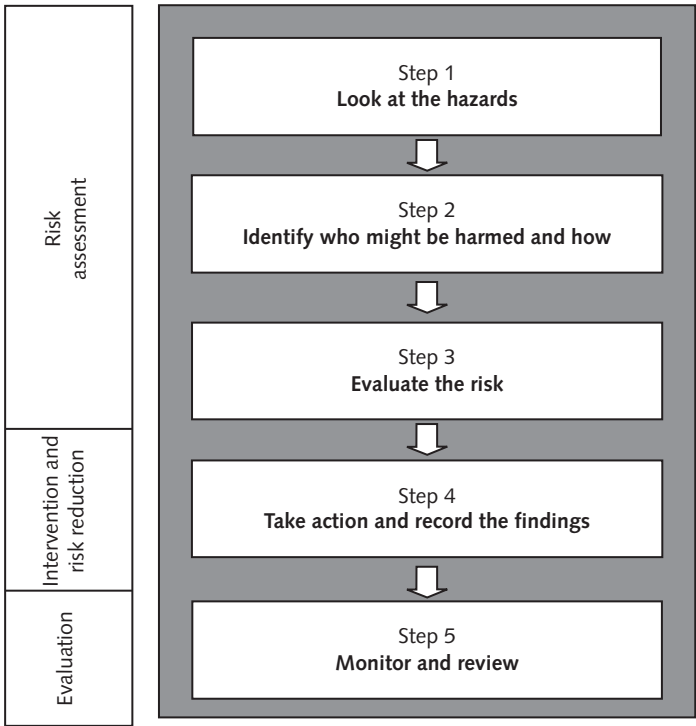 Risk
assessment
Step 1
Look at the hazards
Step 2
Identify who might be harmed and how
Step 3
Evaluate the risk
Intervention and
risk reduction
Step 4
Take action and record the findings
Evaluation
Step 5
Monitor and review